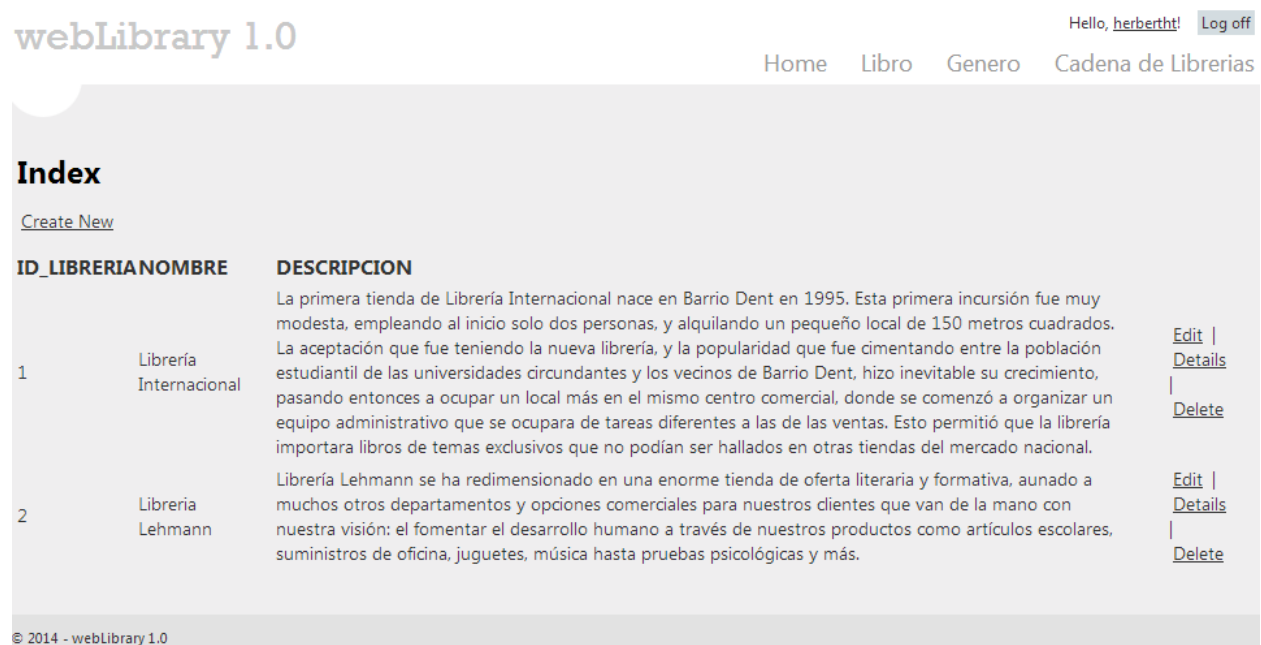 webLibrary 1.0
Hello, herbertht! Log off
Home Libro Genero Cadena de Librerias
Index
Create New
ID_LIBRERIA NOMBRE DESCRIPCION
1
Librería
Internacional
La primera tienda de Librería Internacional nace en Barrio Dent en 1995. Esta primera incursión fue muy
modesta, empleando al inicio solo dos personas, y alquilando un pequeño local de 150 metros cuadrados.
La aceptación que fue teniendo la nueva librería, y la popularidad que fue cimentando entre la población
estudiantil de las universidades circundantes y los vecinos de Barrio Dent, hizo inevitable su crecimiento,
pasando entonces a ocupar un local más en el mismo centro comercial, donde se comenzó a organizar un
equipo administrativo que se ocupara de tareas diferentes a las de las ventas. Esto permitió que la librería
importara libros de temas exclusivos que no podían ser hallados en otras tiendas del mercado nacional.
Edit |
Details
|
Delete
2
Libreria
Lehmann
Librería Lehmann se ha redimensionado en una enorme tienda de oferta literaria y formativa, aunado a
muchos otros departamentos y opciones comerciales para nuestros clientes que van de la mano con
nuestra visión: el fomentar el desarrollo humano a través de nuestros productos como artículos escolares,
suministros de oficina, juguetes, música hasta pruebas psicológicas y más.
Edit |
Details
|
Delete
© 2014 - webLibrary 1.0